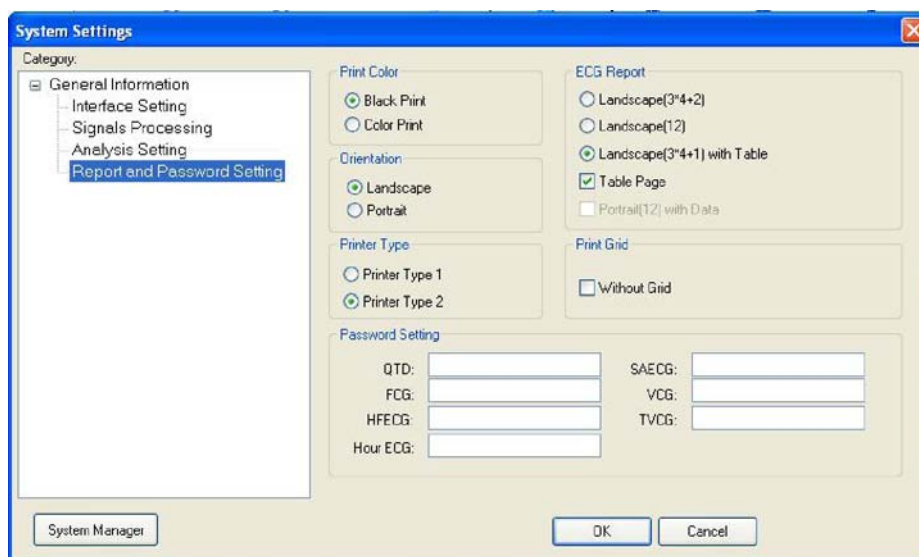 System Settings
Category:
General Information
Interface Setting
Signals Processing
Analysis Setting
Report and Password Setting
Print Color
Black Print
Color Print
Orientation
Landscape
Portrait
Printer Type
Printer Type 1
Printer Type 2
ECG Report
Landscape(3*4+2)
Landscape(12)
Landscape(3*4+1) with Table
Table Page
Portrait(12) with Data
Print Grid
Without Grid
Password Setting
QTD:
FCG:
HFECG:
Hour ECG:
SAECG:
VCG:
TVCG:
System Manager
OK
Cancel